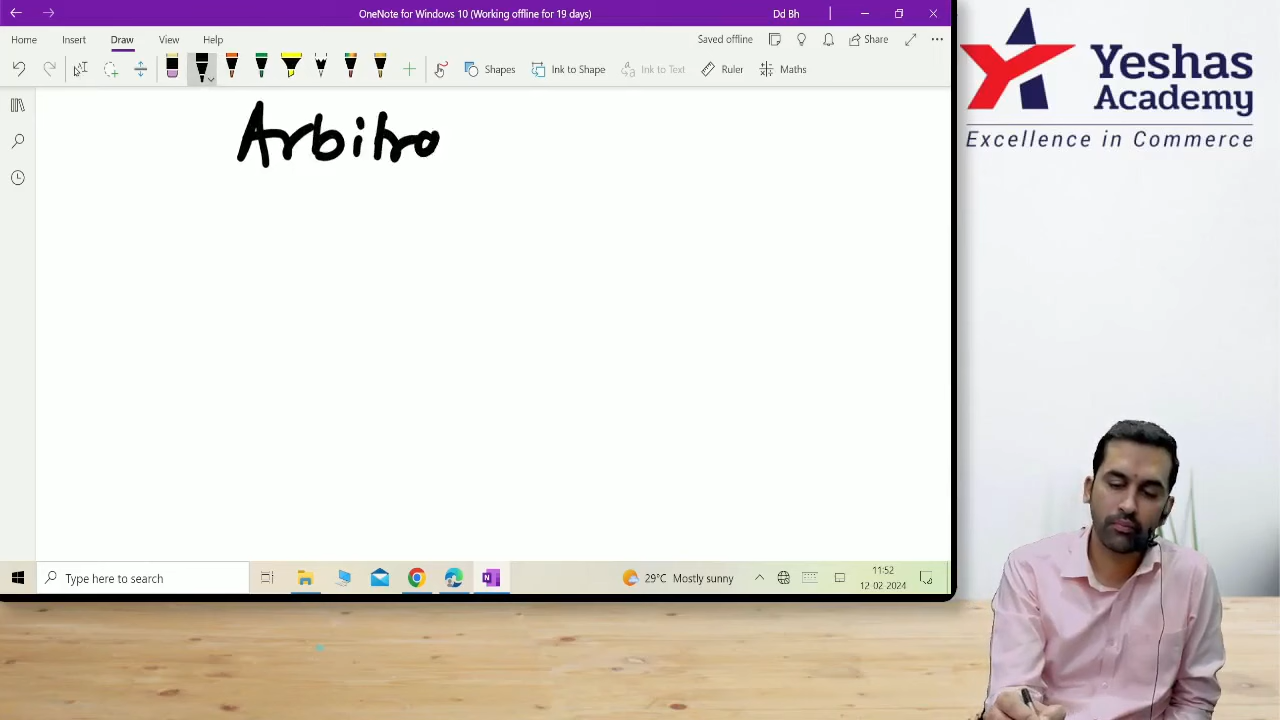 OneNote for Windows 10 (Working offline for 19 days)
Dd Bh
Home Insert Draw View Help
Saved offline
Share
Shapes
Ink to Shape
Ink to Text
Ruler
Maths
Arbitra
Yeshas
Academy
Excellence in Commerce
Type here to search
29°C Mostly sunny
11:52
12-02-2024